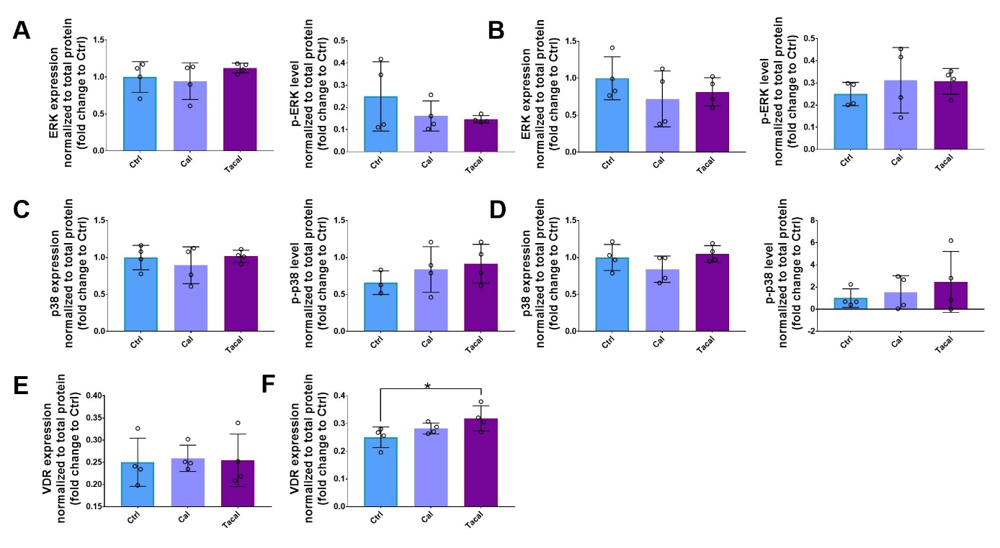 A
ERK expression
normalized to total protein
(fold change to Ctrl)
1.5
1.0
0.5
0.0
Ctrl
Cal
Tacal
p-ERK level
normalized to total protein
(fold change to Ctrl)
0.5
0.4
0.3
0.2
0.1
0.0
Ctrl
Cal
Tacal
B
ERK expression
normalized to total protein
(fold change to Ctrl)
1.5
1.0
0.5
0.0
Ctrl
Cal
Tacal
p-ERK level
normalized to total protein
(fold change to Ctrl)
0.5
0.4
0.3
0.2
0.1
0.0
Ctrl
Cal
Tacal
C
p38 expression
normalized to total protein
(fold change to Ctrl)
1.5
1.0
0.5
0.0
Ctrl
Cal
Tacal
p-p38 level
normalized to total protein
(fold change to Ctrl)
1.5
1.0
0.5
0.0
Ctrl
Cal
Tacal
D
p38 expression
normalized to total protein
(fold change to Ctrl)
1.5
1.0
0.5
0.0
Ctrl
Cal
Tacal
p-p38 level
normalized to total protein
(fold change to Ctrl)
8
6
4
2
0
-2
Ctrl
Cal
Tacal
E
VDR expression
normalized to total protein
(fold change to Ctrl)
0.40
0.35
0.30
0.25
0.20
0.15
Ctrl
Cal
Tacal
F
VDR expression
normalized to total protein
(fold change to Ctrl)
0.4
0.3
0.2
0.1
0.0
*
Ctrl
Cal
Tacal